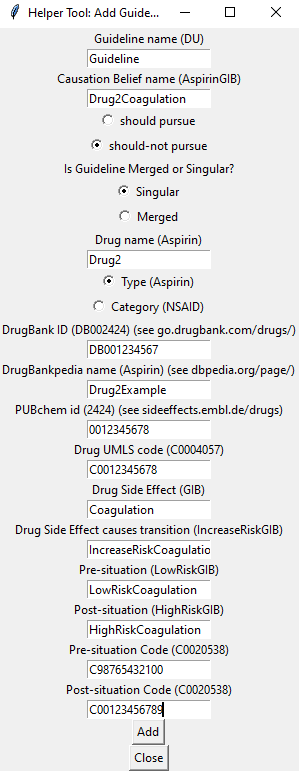 Helper Tool: Add Guide...
Guideline name (DU)
Guideline
Causation Belief name (AspirinGIB)
Drug2Coagulation
should pursue
should-not pursue
Is Guideline Merged or Singular?
Singular
Merged
Drug name (Aspirin)
Drug2
Type (Aspirin)
Category (NSAID)
DrugBank ID (DB002424) (see go.drugbank.com/drugs/)
DB001234567
DrugBankpedia name (Aspirin) (see dbpedia.org/page/)
Drug2Example
PUBchem id (2424) (see sideeffects.embl.de/drugs)
0012345678
Drug UMLS code (C0004057)
C0012345678
Drug Side Effect (GIB)
Coagulation
Drug Side Effect causes transition (IncreaseRiskGIB)
IncreaseRiskCoagulatio
Pre-situation (LowRiskGIB)
LowRiskCoagulation
Post-situation (HighRiskGIB)
HighRiskCoagulation
Pre-situation Code (C0020538)
C98765432100
Post-situation Code (C0020538)
C00123456789
Add
Close